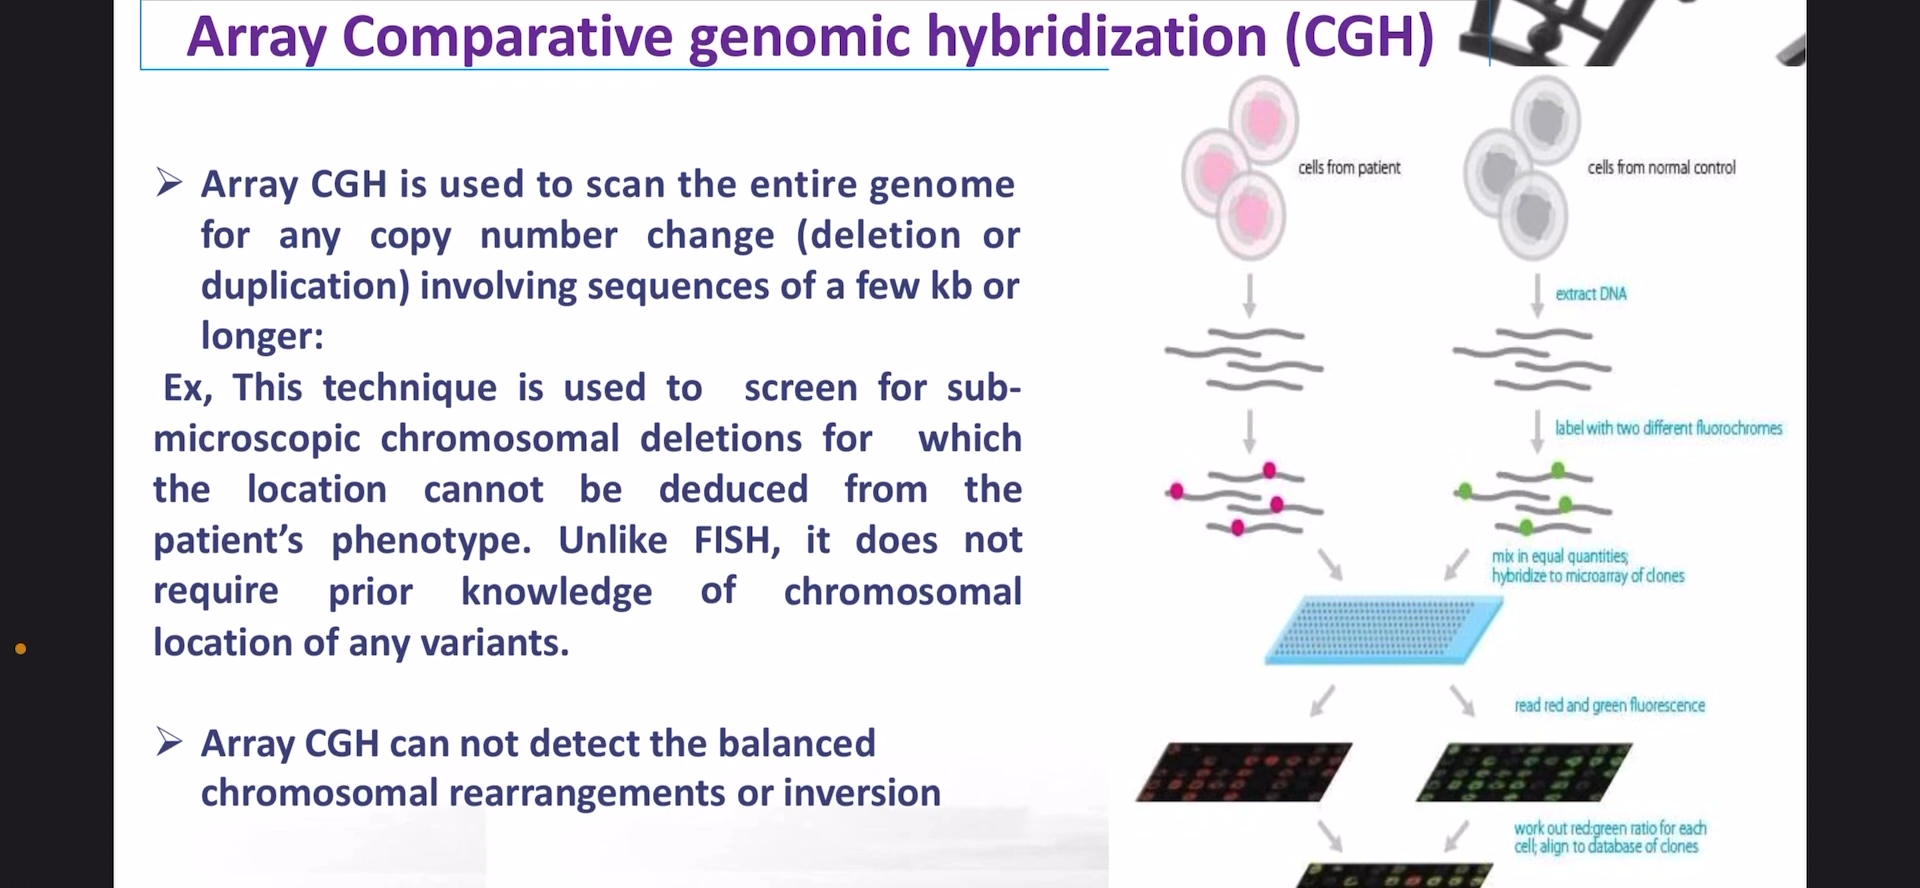 Array Comparative genomic hybridization (CGH)
➢ Array CGH is used to scan the entire genome
for any copy number change (deletion or
duplication) involving sequences of a few kb or
longer:
Ex, This technique is used to screen for sub-
microscopic chromosomal deletions for which
the location cannot be deduced from the
patient’s phenotype. Unlike FISH, it does not
require prior knowledge of chromosomal
location of any variants.
➢ Array CGH can not detect the balanced
chromosomal rearrangements or inversion
cells from patient
cells from normal control
extract DNA
label with two different fluorochromes
mix in equal quantities;
hybridize to microarray of clones
read red and green fluorescence
work out red:green ratio for each
cell; align to database of clones